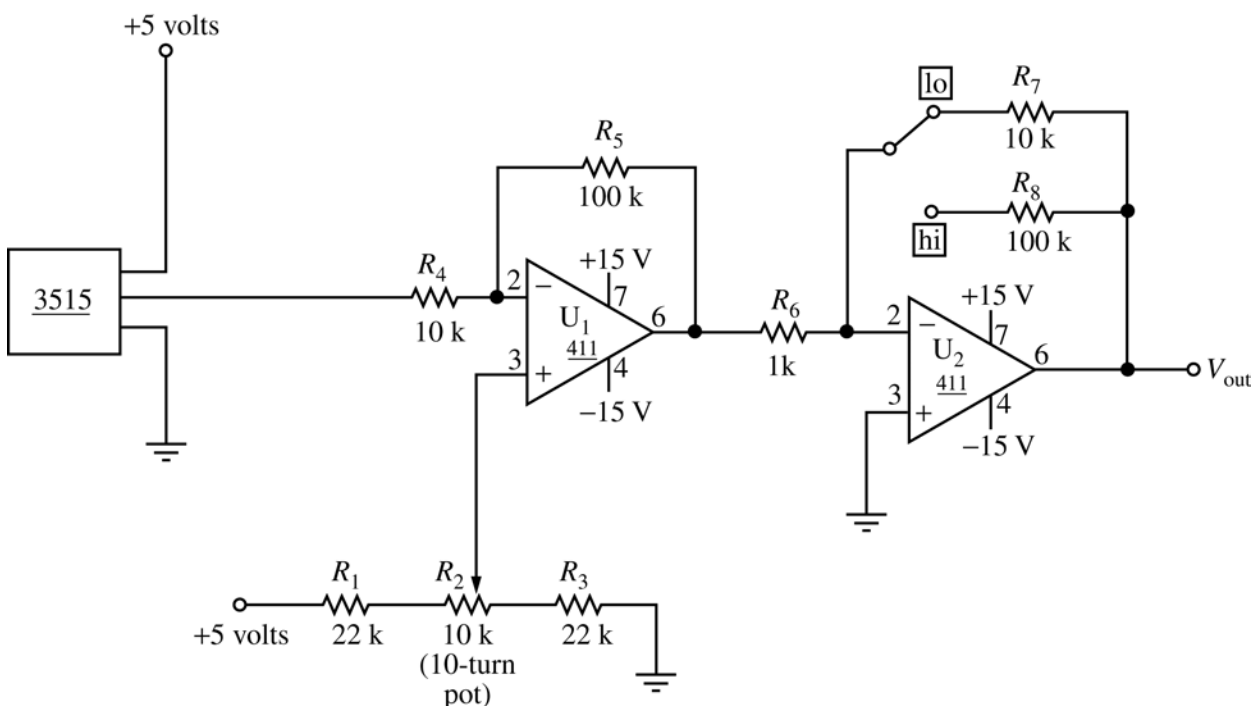 +5 volts
lo
R7
10 k
R5
100 k
R8
100 k
hi
3515
R4
10 k
2
−
+15 V
7
U1
411
6
3
+
4
−15 V
R6
1k
2
−
+15 V
7
U2
411
6
3
+
4
−15 V
Vout
R1
R2
R3
+5 volts
22 k
10 k
22 k
(10-turn
pot)